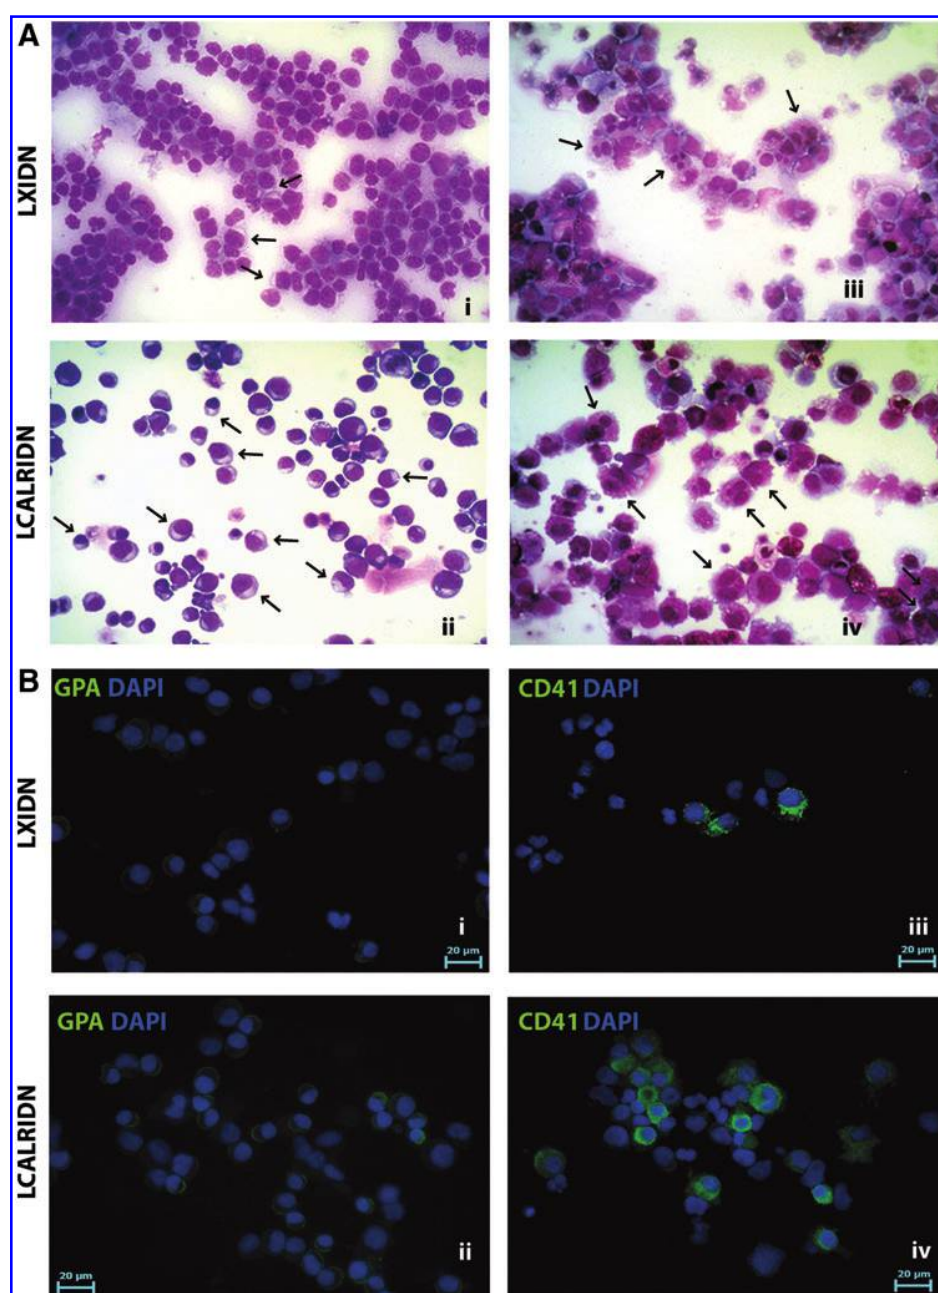 A
LXIDN
i
iii
LCALRIDN
ii
iv
B
GPA DAPI
CD41 DAPI
LXIDN
i
20 µm
iii
20 µm
GPA DAPI
CD41 DAPI
LCALRIDN
20 µm
ii
iv
20 µm